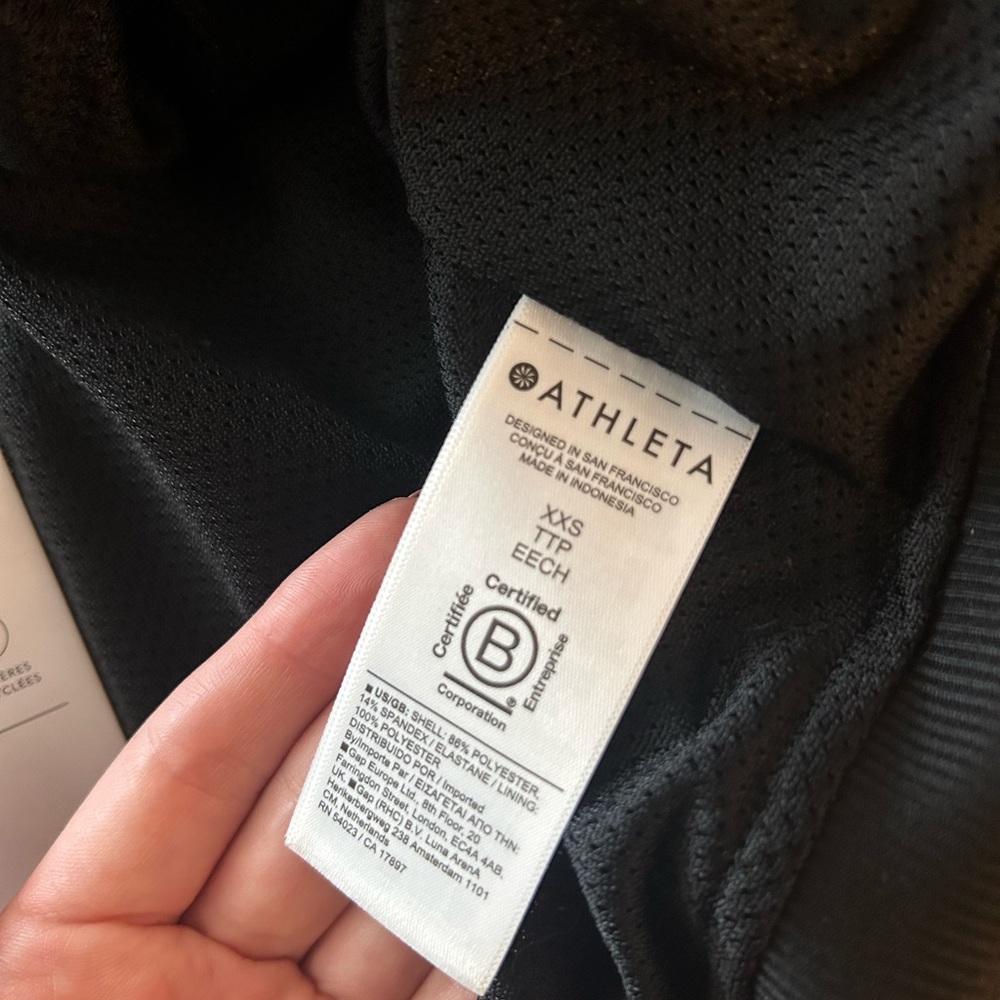 ATHLETA
DESIGNED IN SAN FRANCISCO
CONÇU À SAN FRANCISCO
MADE IN INDONESIA
XXS
TTP
EECH
Certified
Certifiée
B
Entreprise
®
Corporation
■ US/GB: SHELL: 86% POLYESTER,
14% SPANDEX / ELASTANE / LINING:
100% POLYESTER
DISTRIBUIDO POR / Imported
By/Importe Par / ΕΙΣΑΓΕΤΑΙ ΑΠΟ ΤΗΝ:
■Gap Europe Ltd., 8th Floor, 20
Farringdon Street, London, EC4A 4AB,
UK. ■Gap (RHC) B.V. Luna ArenA
Herikerbergweg 238 Amsterdam 1101
CM, Netherlands
RN 54023 / CA 17897